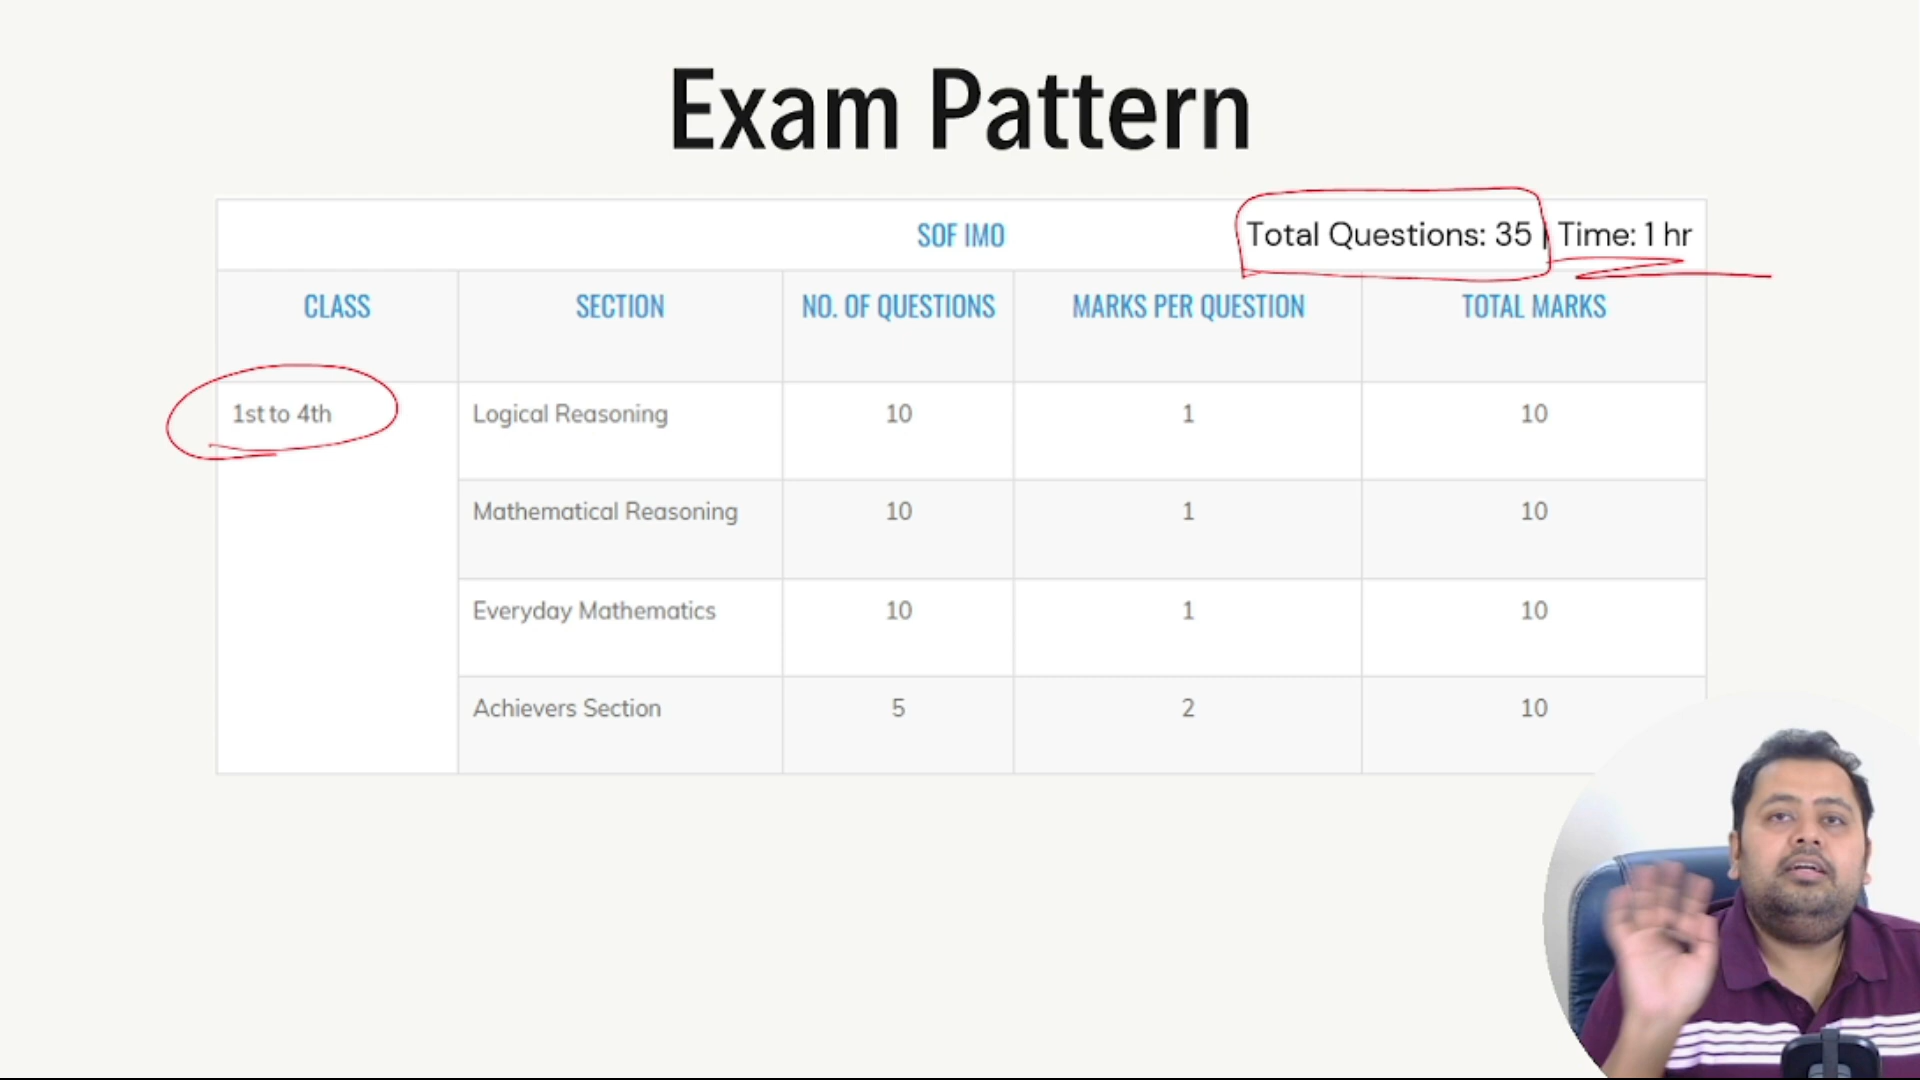 Exam Pattern
SOF IMO Total Questions: 35 | Time: 1 hr
CLASS SECTION NO. OF QUESTIONS MARKS PER QUESTION TOTAL MARKS
1st to 4th Logical Reasoning 10 1 10
Mathematical Reasoning 10 1 10
Everyday Mathematics 10 1 10
Achievers Section 5 2 10